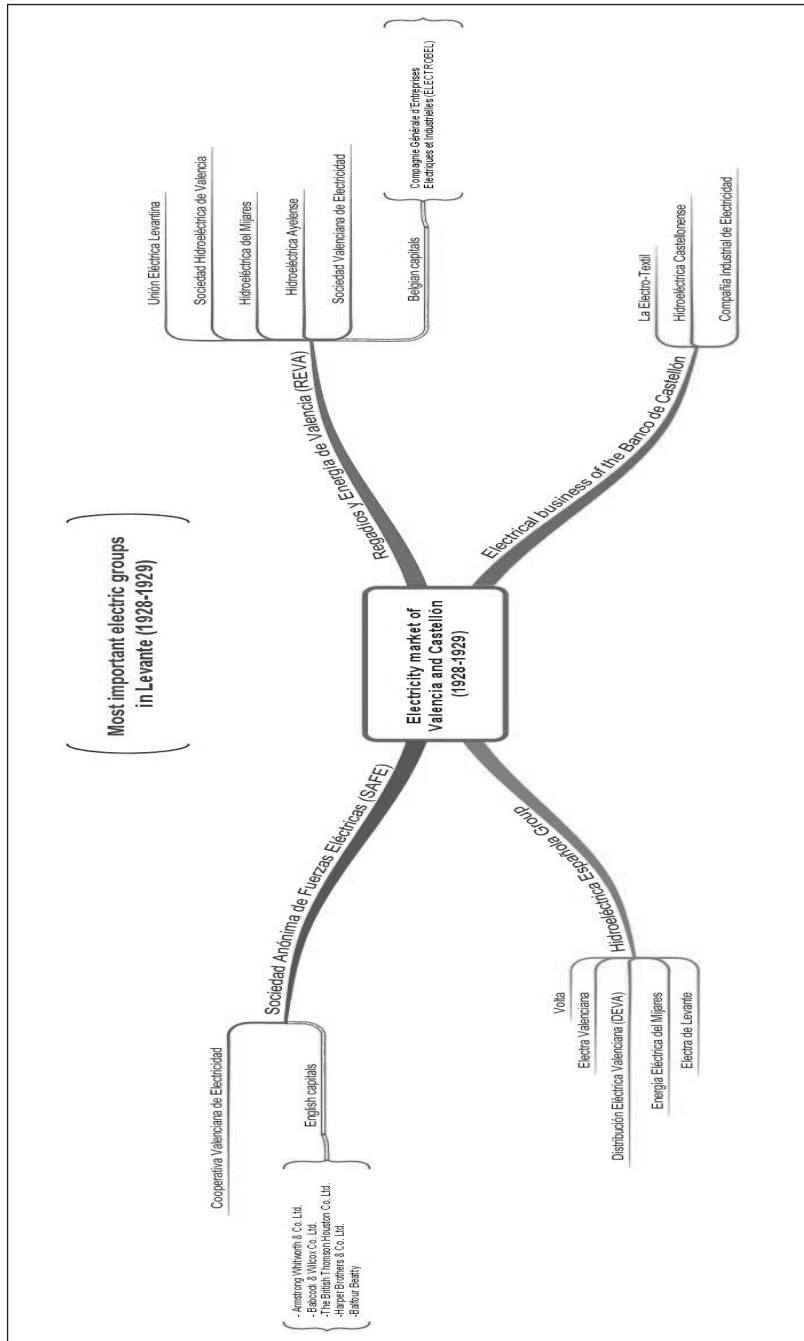 Most important electric groups
in Levante (1928-1929)
Electricity market of
Valencia and Castellón
(1928-1929)
Sociedad Anónima de Fuerzas Eléctricas (SAFE)
Cooperativa Valenciana de Electricidad
English capitals
- Armstrong Whitworth & Co. Ltd.
- Babcock & Wilcox Co. Ltd.
-The British Thomson Houston Co. Ltd.
-Harper Brothers & Co. Ltd.
-Balfour Beatty
Regadíos y Energía de Valencia (REVA)
Unión Eléctrica Levantina
Sociedad Hidroeléctrica de Valencia
Hidroeléctrica del Mijares
Hidroeléctrica Ayelense
Sociedad Valenciana de Electricidad
Belgian capitals
Compagnie Générale d'Entreprises
Electriques et Industrielles (ÉLECTROBEL)
Hidroeléctrica Española Group
Volta
Electra Valenciana
Distribución Eléctrica Valenciana (DEVA)
Energía Eléctrica del Mijares
Electra de Levante
Electrical business of the Banco de Castellón
La Electro-Textil
Hidroeléctrica Castellonense
Compañía Industrial de Electricidad